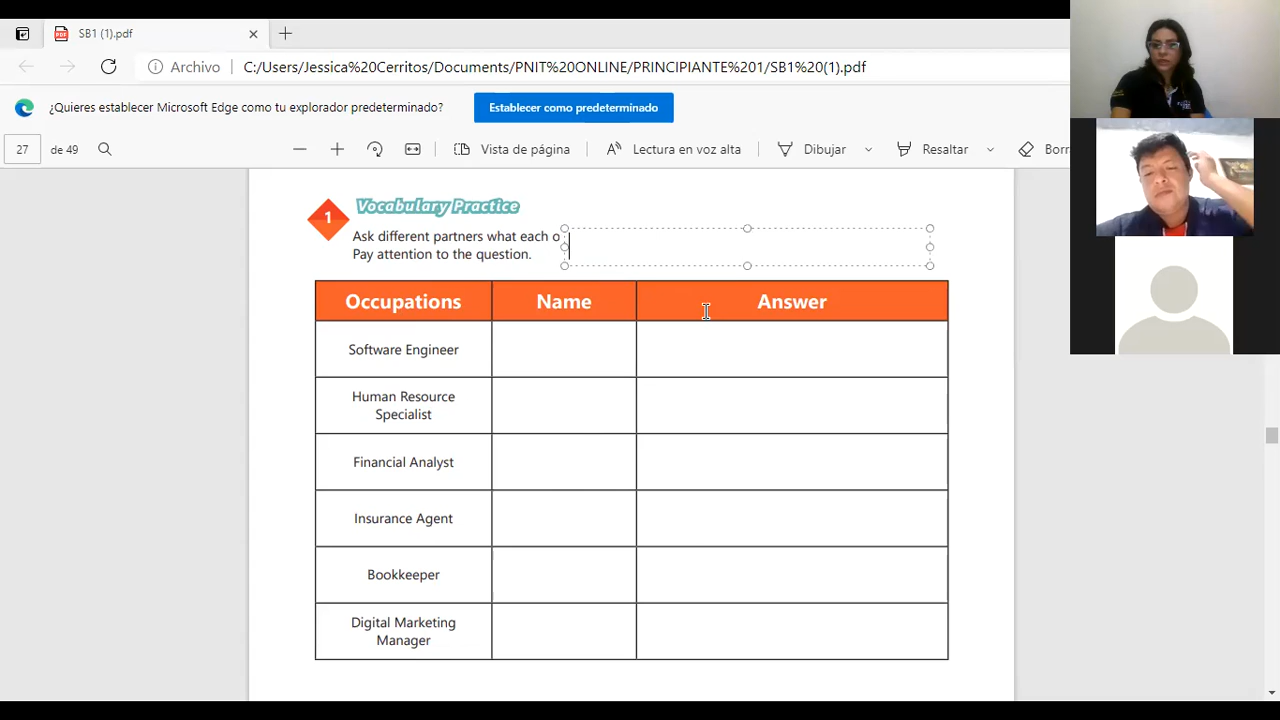 SB1 (1).pdf
Archivo C:/Users/Jessica%20Cerritos/Documents/PNIT%20ONLINE/PRINCIPIANTE%201/SB1%20(1).pdf
¿Quieres establecer Microsoft Edge como tu explorador predeterminado? Establecer como predeterminado
27 de 49 Vista de página Lectura en voz alta Dibujar Resaltar Borr
1 Vocabulary Practice
Ask different partners what each o
Pay attention to the question.
Occupations Name Answer
Software Engineer
Human Resource
Specialist
Financial Analyst
Insurance Agent
Bookkeeper
Digital Marketing
Manager